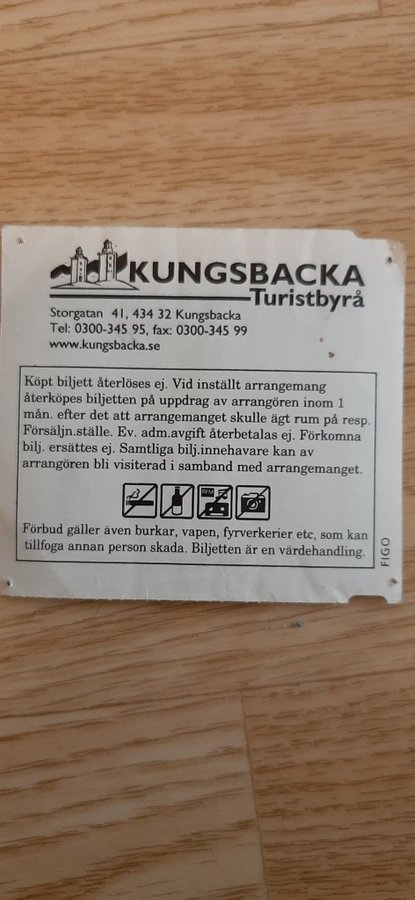 KUNGSBACKA
Turistbyrå
Storgatan 41, 434 32 Kungsbacka
Tel: 0300-345 95, fax: 0300-345 99
www.kungsbacka.se
Köpt biljett återlöses ej. Vid inställt arrangemang
återköpes biljetten på uppdrag av arrangören inom 1
mån. efter det att arrangemanget skulle ägt rum på resp.
Försäljn.ställe. Ev. adm.avgift återbetalas ej. Förkomna
bilj. ersättes ej. Samtliga bilj.innehavare kan av
arrangören bli visiterad i samband med arrangemanget.
Förbud gäller även burkar, vapen, fyrverkerier etc, som kan
tillfoga annan person skada. Biljetten är en värdehandling.
FIGO